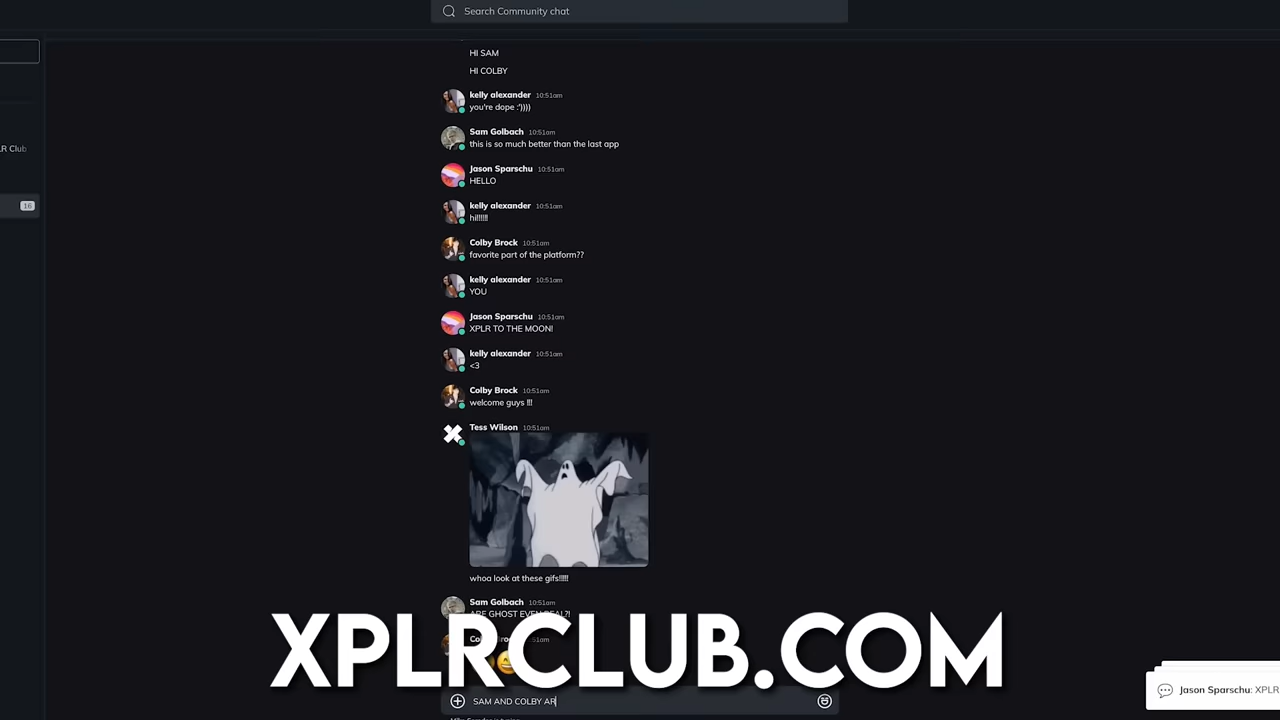 Search Community chat
HI SAM
HI COLBY
kelly alexander 10:51am
you're dope :'))))
Sam Golbach 10:51am
this is so much better than the last app
LR Club
Jason Sparschu 10:51am
HELLO
kelly alexander 10:51am
16
hi!!!!!!
Colby Brock 10:51am
favorite part of the platform??
kelly alexander 10:51am
YOU
Jason Sparschu 10:51am
XPLR TO THE MOON!
kelly alexander 10:51am
<3
Colby Brock 10:51am
welcome guys !!!
Tess Wilson 10:51am
whoa look at these gifs!!!!!
Sam Golbach 10:51am
XPLRCLUB.COM
SAM AND COLBY AR
Jason Sparschu: XPLR